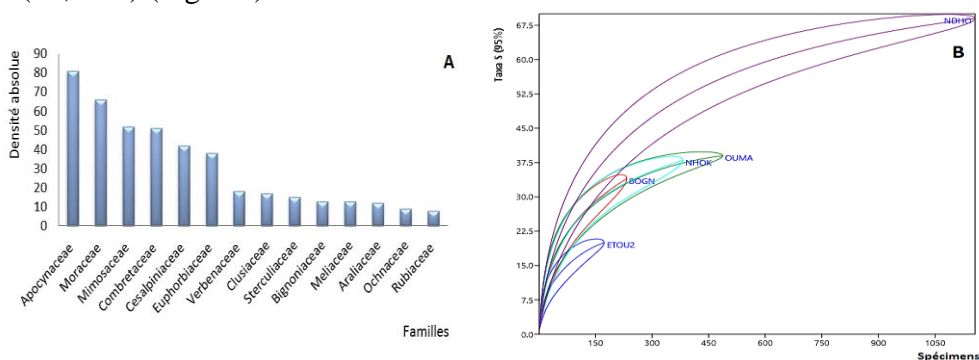 A
Densité absolue
90
80
70
60
50
40
30
20
10
0
Apocynaceae
Moraceae
Mimosaceae
Combretaceae
Cesalpiniaceae
Euphorbiaceae
Verbenaceae
Clusiaceae
Sterculiaceae
Bignoniaceae
Meliaceae
Araliaceae
Ochnaceae
Rubiaceae
Familles
B
Taxa S (95%)
67.5
60.0
52.5
45.0
37.5
30.0
22.5
15.0
7.5
0.0
NDHO
OUMA
NHOK
BOGN
ETOU2
150
300
450
600
750
900
1050
Spécimens